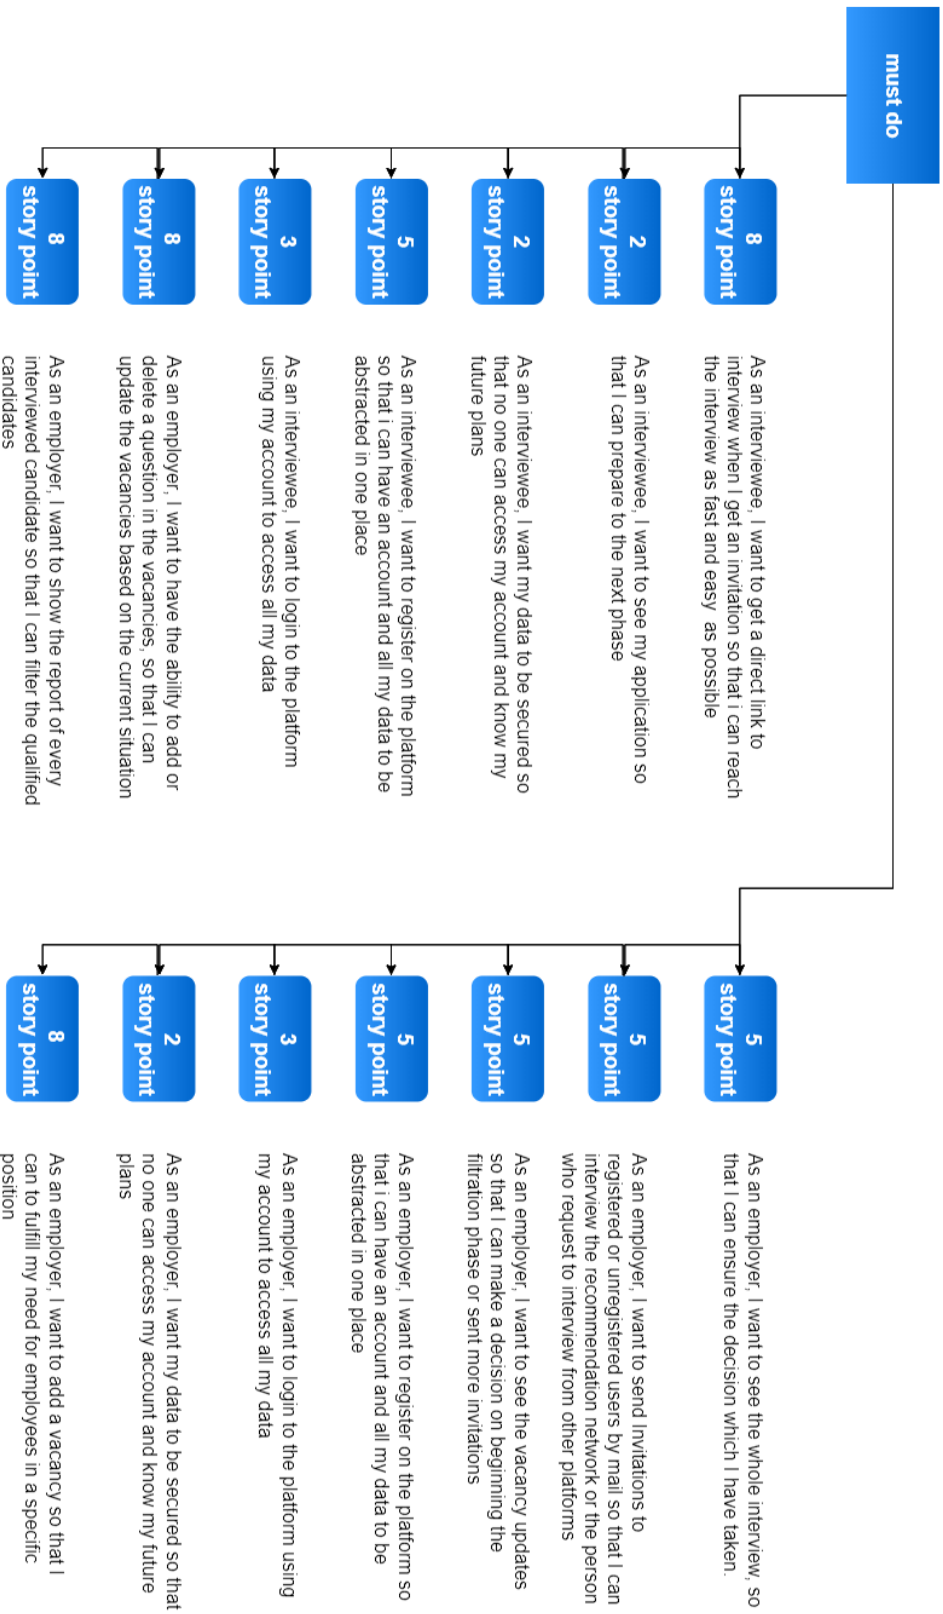 must do
8
story point
As an interviewee, I want to get a direct link to
interview when I get an invitation so that i can reach
the interview as fast and easy as possible
2
story point
As an interviewee, I want to see my application so
that I can prepare to the next phase
2
story point
As an interviewee, I want my data to be secured so
that no one can access my account and know my
future plans
5
story point
As an interviewee, I want to register on the platform
so that i can have an account and all my data to be
abstracted in one place
3
story point
As an interviewee, I want to login to the platform
using my account to access all my data
8
story point
As an employer, I want to have the ability to add or
delete a question in the vacancies, so that I can
update the vacancies based on the current situation
8
story point
As an employer, I want to show the report of every
interviewed candidate so that I can filter the qualified
candidates
5
story point
As an employer, I want to see the whole interview, so
that I can ensure the decision which I have taken.
5
story point
As an employer, I want to send Invitations to
registered or unregistered users by mail so that I can
interview the recommendation network or the person
who request to interview from other platforms
5
story point
As an employer, I want to see the vacancy updates
so that I can make a decision on beginning the
filtration phase or sent more invitations
5
story point
As an employer, I want to register on the platform so
that i can have an account and all my data to be
abstracted in one place
3
story point
As an employer, I want to login to the platform using
my account to access all my data
2
story point
As an employer, I want my data to be secured so that
no one can access my account and know my future
plans
8
story point
As an employer, I want to add a vacancy so that I
can to fulfill my need for employees in a specific
position